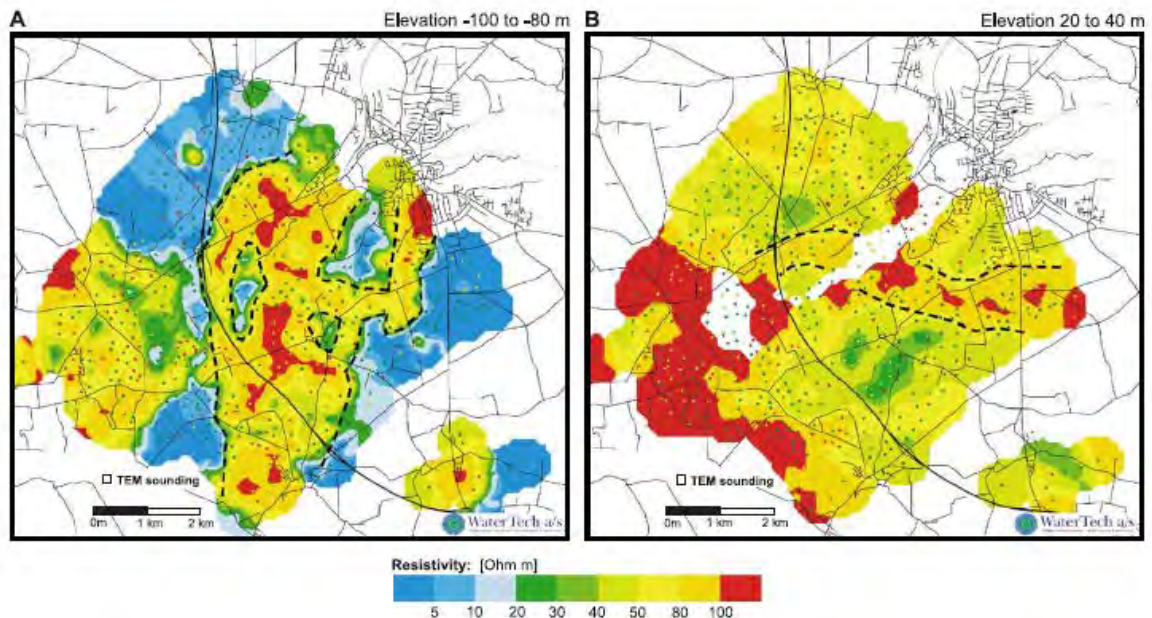 A Elevation -100 to -80 m
B Elevation 20 to 40 m
TEM sounding
0m 1 km 2 km
WaterTech a/s
TEM sounding
0m 1 km 2 km
WaterTech a/s
Resistivity: [Ohm m]
5 10 20 30 40 50 80 100